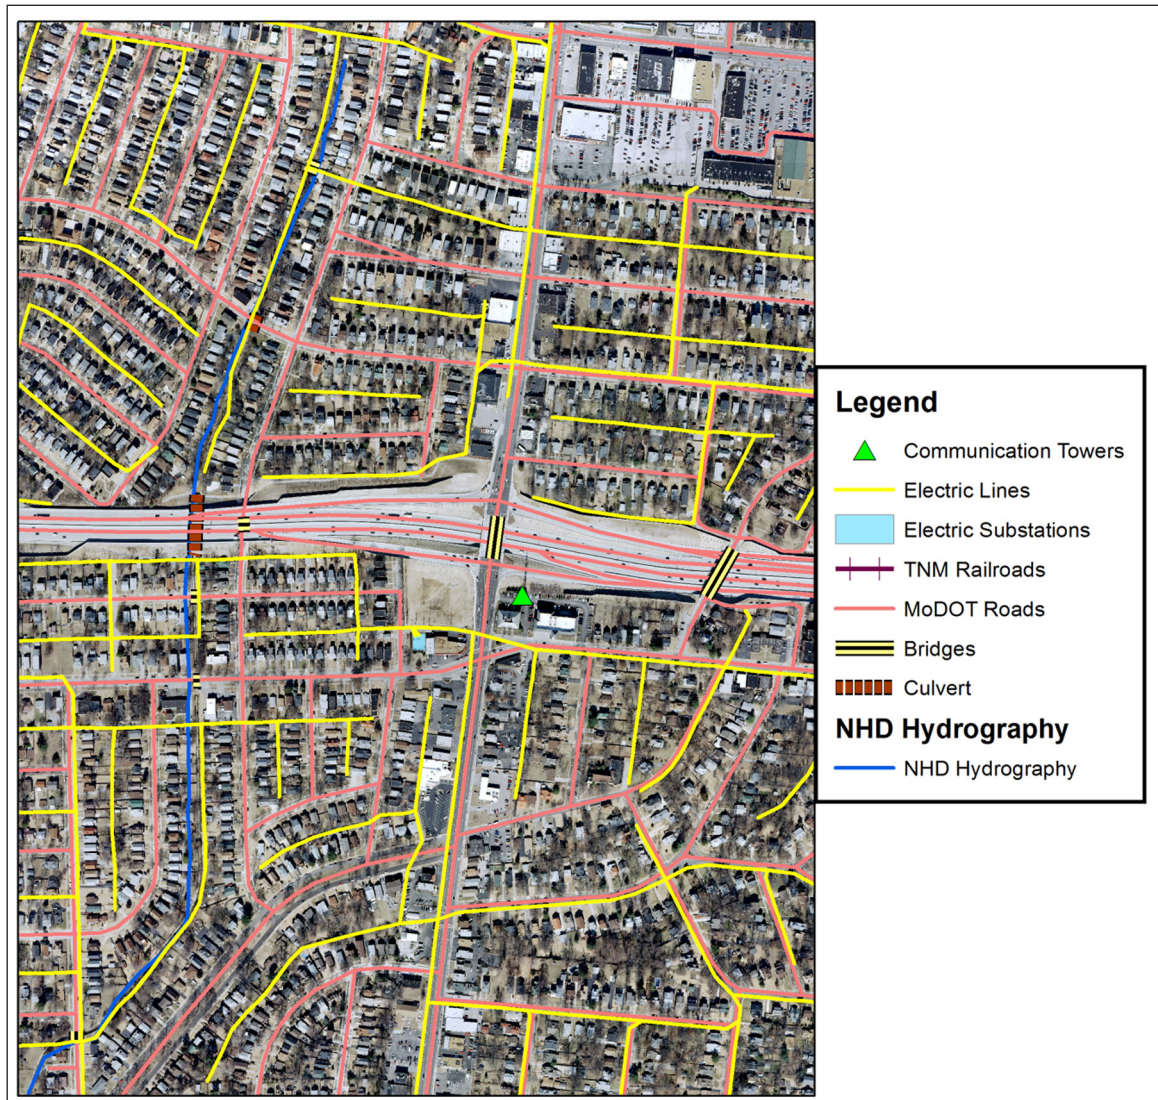 Legend
Communication Towers
Electric Lines
Electric Substations
TNM Railroads
MoDOT Roads
Bridges
Culvert
NHD Hydrography
NHD Hydrography